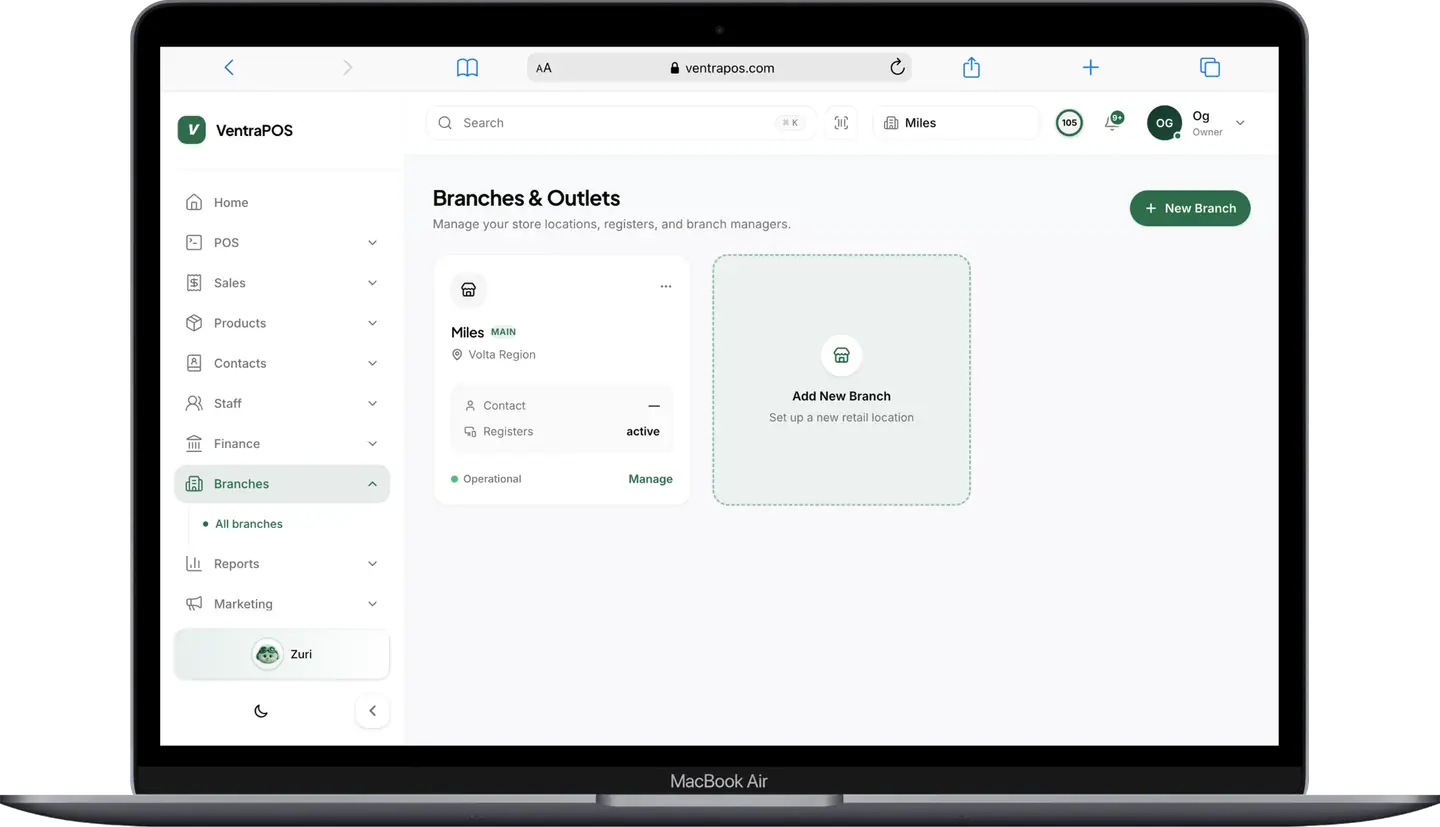 AA
ventrapos.com
V
VentraPOS
Search
⌘ K
Miles
105
9+
OG
Og
Owner
Home
POS
Sales
Products
Contacts
Staff
Finance
Branches
All branches
Reports
Marketing
Zuri
Branches & Outlets
Manage your store locations, registers, and branch managers.
+ New Branch
Miles MAIN
Volta Region
Contact —
Registers active
Operational Manage
Add New Branch
Set up a new retail location
MacBook Air